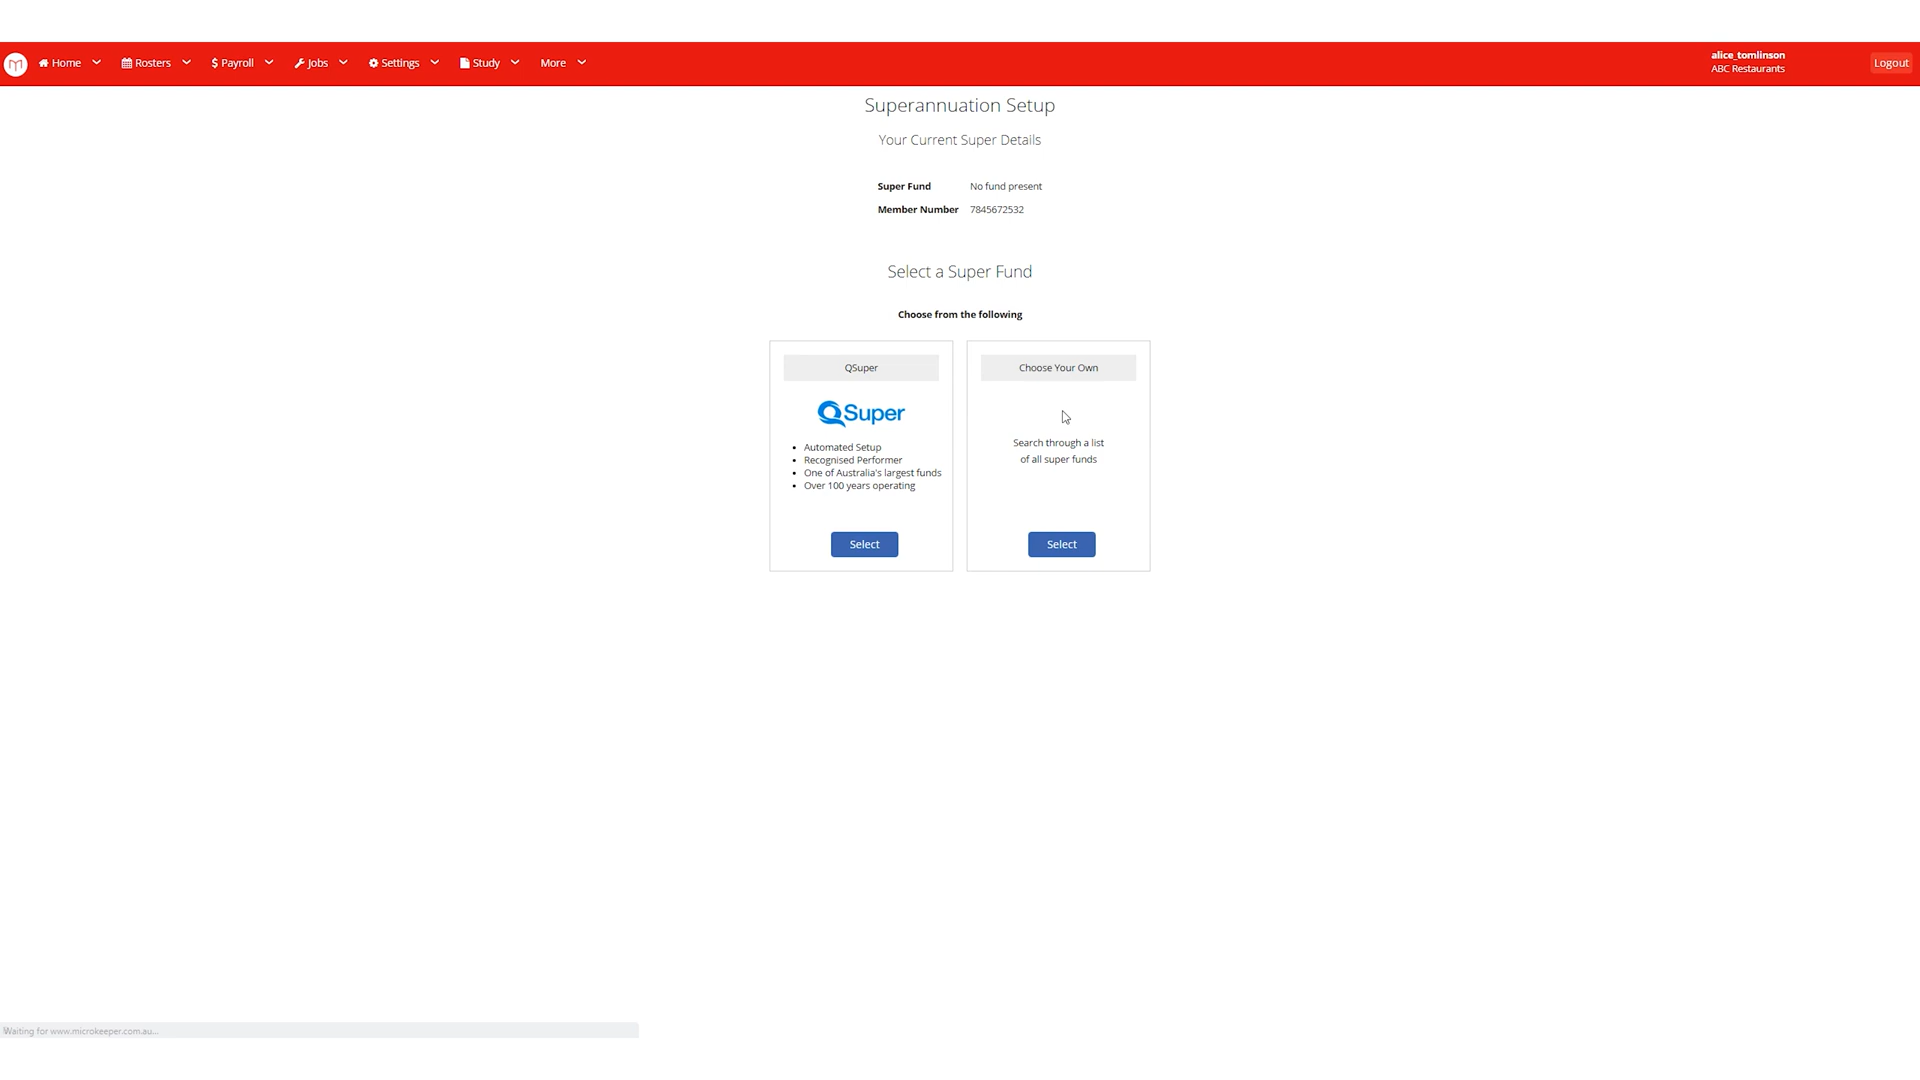 Home Rosters $ Payroll Jobs Settings Study More
alice_tomlinson
ABC Restaurants
Logout
Superannuation Setup
Your Current Super Details
Super Fund No fund present
Member Number 7845672532
Select a Super Fund
Choose from the following
QSuper
QSuper
• Automated Setup
• Recognised Performer
• One of Australia's largest funds
• Over 100 years operating
Select
Choose Your Own
Search through a list
of all super funds
Select
Waiting for www.microkeeper.com.au...